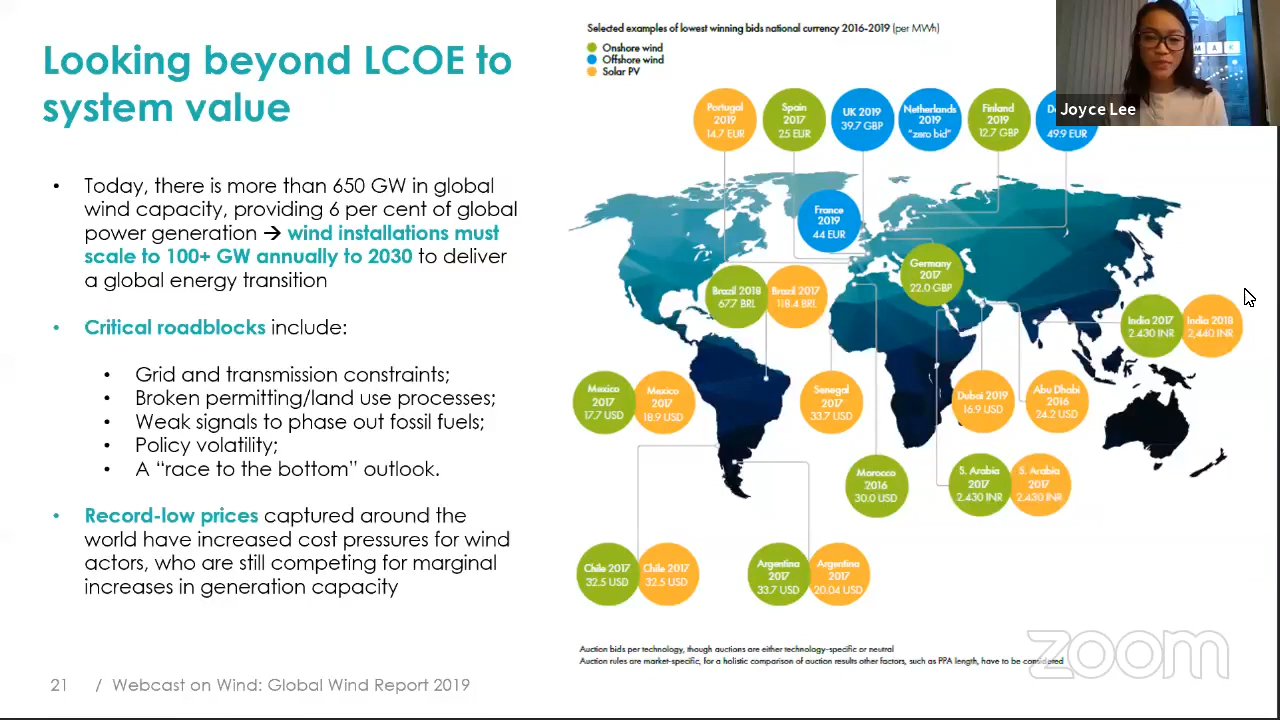 Looking beyond LCOE to
system value
• Today, there is more than 650 GW in global
wind capacity, providing 6 per cent of global
power generation → wind installations must
scale to 100+ GW annually to 2030 to deliver
a global energy transition
• Critical roadblocks include:
• Grid and transmission constraints;
• Broken permitting/land use processes;
• Weak signals to phase out fossil fuels;
• Policy volatility;
• A “race to the bottom” outlook.
• Record-low prices captured around the
world have increased cost pressures for wind
actors, who are still competing for marginal
increases in generation capacity
Selected examples of lowest winning bids national currency 2016-2019 (per MWh)
Onshore wind
Offshore wind
Solar PV
Portugal
2019
14.7 EUR
Spain
2017
25 EUR
UK 2019
39.7 GBP
Netherlands
2019
"zero bid"
Finland
2019
12.7 GBP
49.9 EUR
Joyce Lee
France
2019
44 EUR
Germany
2017
22.0 GBP
Brazil 2018
67.7 BRL
Brazil 2017
118.4 BRL
India 2017
2.430 INR
India 2018
2,440 INR
Mexico
2017
17.7 USD
Mexico
2017
18.9 USD
Senegal
2017
33.7 USD
Dubai 2019
16.9 USD
Abu Dhabi
2016
24.2 USD
Morocco
2016
30.0 USD
S. Arabia
2017
2.430 INR
S. Arabia
2017
2.430 INR
Chile 2017
32.5 USD
Chile 2017
32.5 USD
Argentina
2017
33.7 USD
Argentina
2017
20.04 USD
Auction bids per technology, though auctions are either technology-specific or neutral
Auction rules are market-specific, for a holistic comparison of auction results other factors, such as PPA length, have to be considered
zoom
21 / Webcast on Wind: Global Wind Report 2019